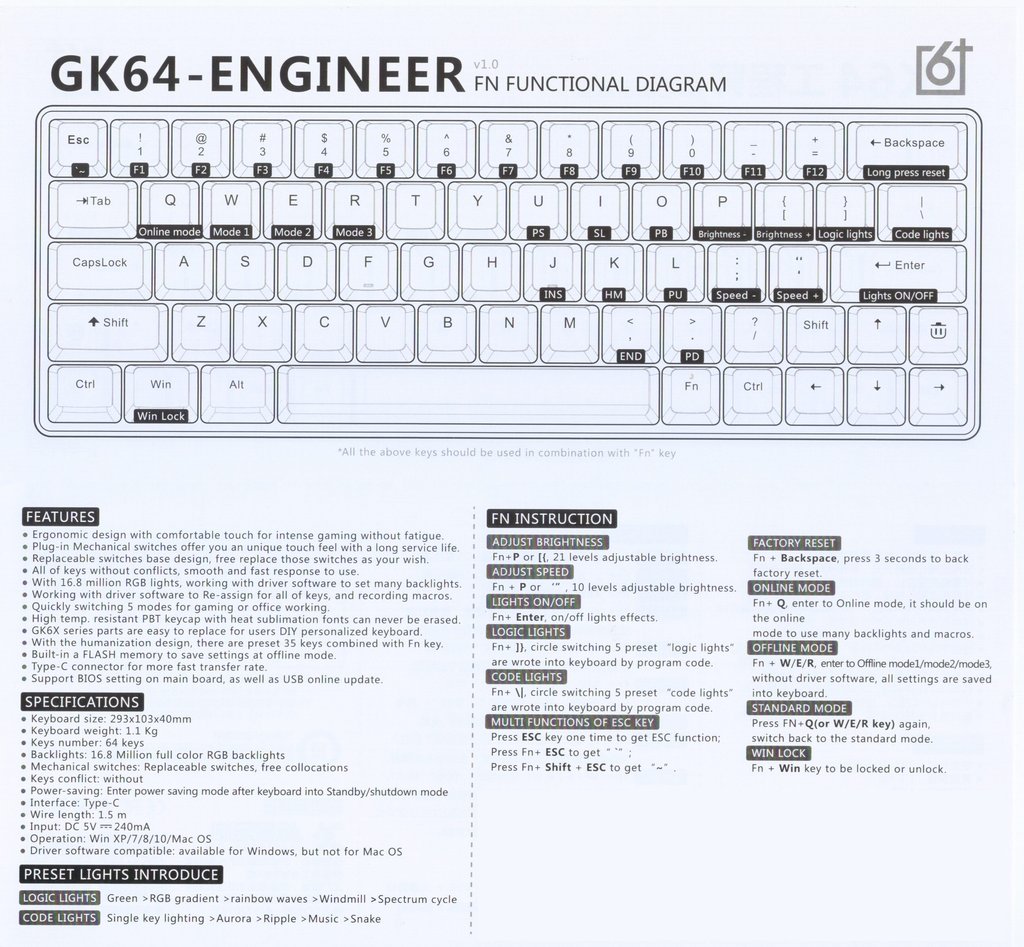 GK64-ENGINEER v1.0 FN FUNCTIONAL DIAGRAM
Esc ! 1 @ 2 # 3 $ 4 % 5 ^ 6 & 7 * 8 ( 9 ) 0 _ - + = ← Backspace
`~ F1 F2 F3 F4 F5 F6 F7 F8 F9 F10 F11 F12 Long press reset
Tab Q W E R T Y U I O P { [ } ] | \
Online mode Mode 1 Mode 2 Mode 3 PS SL PB Brightness - Brightness + Logic lights Code lights
CapsLock A S D F G H J K L : ; “ ‘ Enter
INS HM PU Speed - Speed + Lights ON/OFF
Shift Z X C V B N M < , > . ? / Shift ↑
END PD
Ctrl Win Alt Fn Ctrl ← ↓ →
Win Lock
*All the above keys should be used in combination with "Fn" key
FEATURES
• Ergonomic design with comfortable touch for intense gaming without fatigue.
• Plug-in Mechanical switches offer you an unique touch feel with a long service life.
• Replaceable switches base design, free replace those switches as your wish.
• All of keys without conflicts, smooth and fast response to use.
• With 16.8 million RGB lights, working with driver software to set many backlights.
• Working with driver software to Re-assign for all of keys, and recording macros.
• Quickly switching 5 modes for gaming or office working.
• High temp. resistant PBT keycap with heat sublimation fonts can never be erased.
• GK6X series parts are easy to replace for users DIY personalized keyboard.
• With the humanization design, there are preset 35 keys combined with Fn key.
• Built-in a FLASH memory to save settings at offline mode.
• Type-C connector for more fast transfer rate.
• Support BIOS setting on main board, as well as USB online update.
SPECIFICATIONS
• Keyboard size: 293x103x40mm
• Keyboard weight: 1.1 Kg
• Keys number: 64 keys
• Backlights: 16.8 Million full color RGB backlights
• Mechanical switches: Replaceable switches, free collocations
• Keys conflict: without
• Power-saving: Enter power saving mode after keyboard into Standby/shutdown mode
• Interface: Type-C
• Wire length: 1.5 m
• Input: DC 5V ⎓ 240mA
• Operation: Win XP/7/8/10/Mac OS
• Driver software compatible: available for Windows, but not for Mac OS
PRESET LIGHTS INTRODUCE
LOGIC LIGHTS Green >RGB gradient >rainbow waves >Windmill >Spectrum cycle
CODE LIGHTS Single key lighting >Aurora >Ripple >Music >Snake
FN INSTRUCTION
ADJUST BRIGHTNESS
Fn+P or [{, 21 levels adjustable brightness.
ADJUST SPEED
Fn + P or ‘“ , 10 levels adjustable brightness.
LIGHTS ON/OFF
Fn+ Enter, on/off lights effects.
LOGIC LIGHTS
Fn+ ]}, circle switching 5 preset “logic lights”
are wrote into keyboard by program code.
CODE LIGHTS
Fn+ \|, circle switching 5 preset “code lights”
are wrote into keyboard by program code.
MULTI FUNCTIONS OF ESC KEY
Press ESC key one time to get ESC function;
Press Fn+ ESC to get “ ` ” ;
Press Fn+ Shift + ESC to get “~” .
FACTORY RESET
Fn + Backspace, press 3 seconds to back
factory reset.
ONLINE MODE
Fn+ Q, enter to Online mode, it should be on
the online
mode to use many backlights and macros.
OFFLINE MODE
Fn + W/E/R, enter to Offline mode1/mode2/mode3,
without driver software, all settings are saved
into keyboard.
STANDARD MODE
Press FN+Q(or W/E/R key) again,
switch back to the standard mode.
WIN LOCK
Fn + Win key to be locked or unlock.